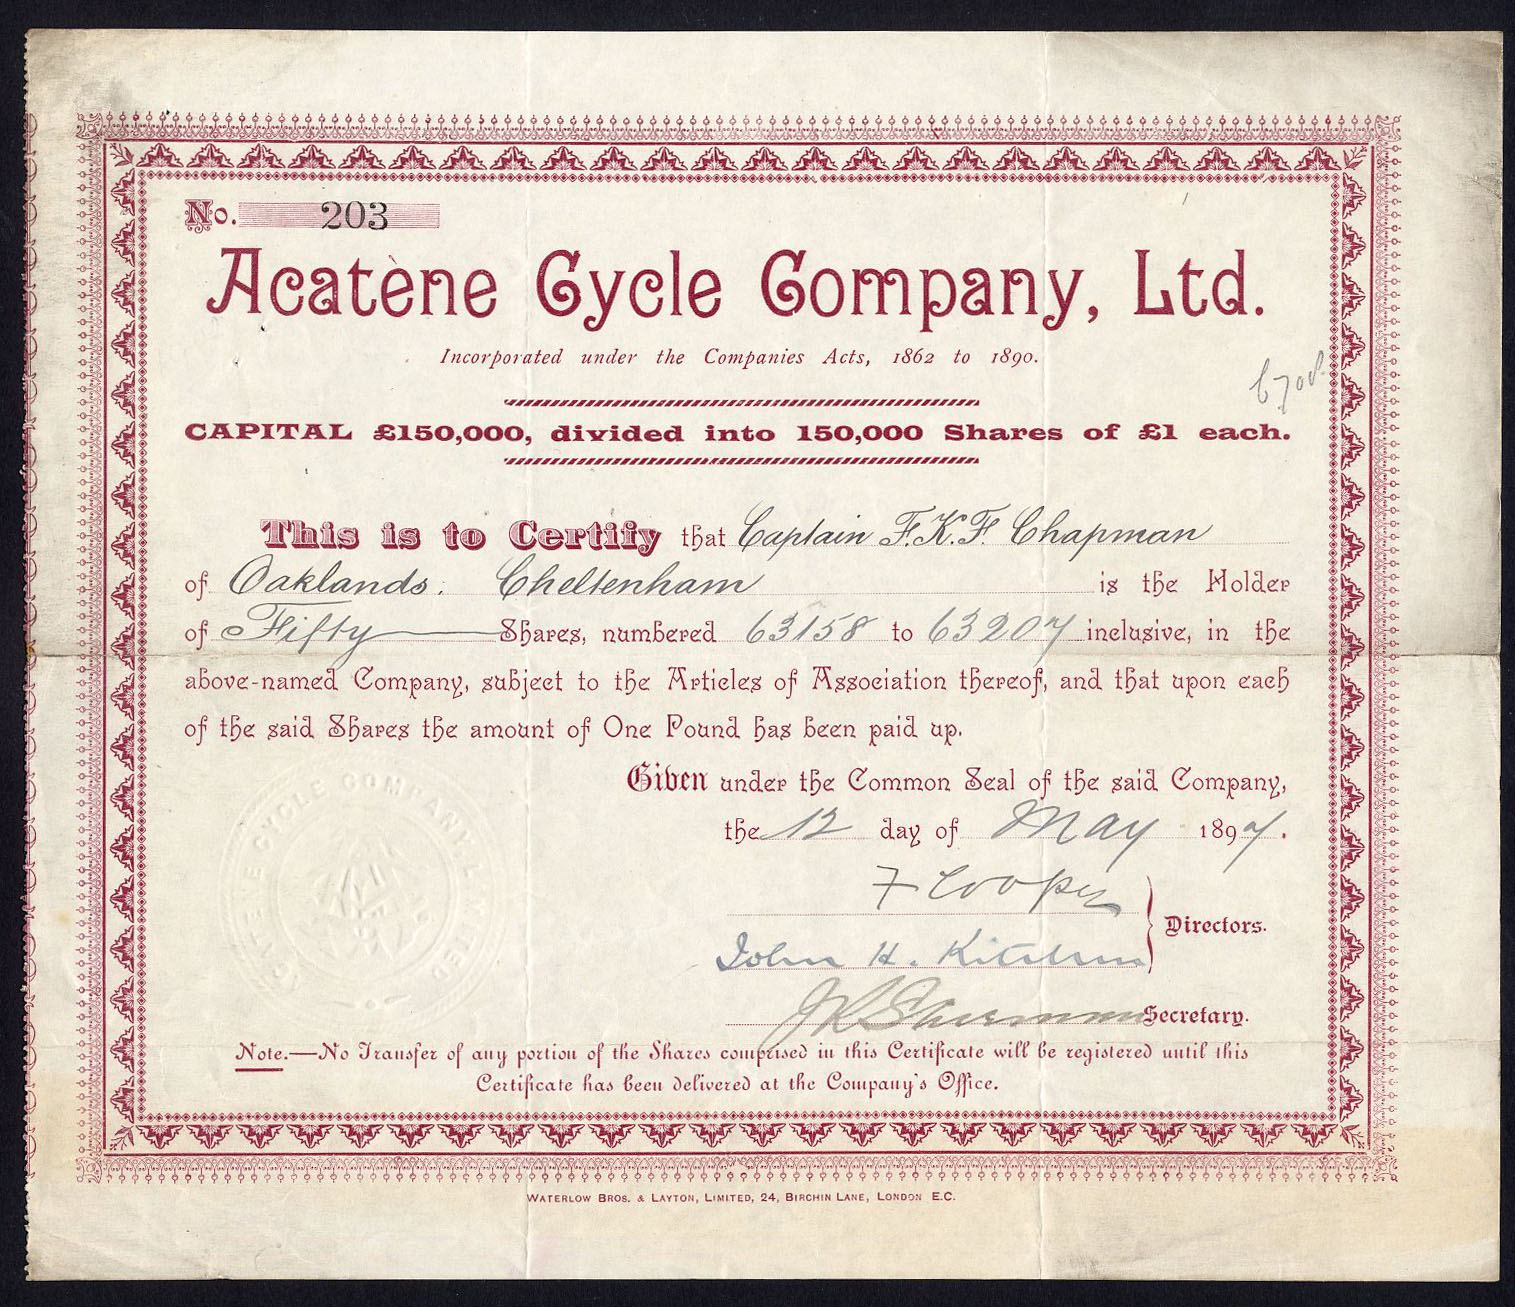 No. 203
Acatène Cycle Company, Ltd.
Incorporated under the Companies Acts, 1862 to 1890.
CAPITAL £150,000, divided into 150,000 Shares of £1 each.
This is to Certify that Captain F. K. F. Chapman
of Oaklands. Cheltenham is the Holder
of Fifty Shares, numbered 63158 to 63207 inclusive, in the
above-named Company, subject to the Articles of Association thereof, and that upon each
of the said Shares the amount of One Pound has been paid up.
Given under the Common Seal of the said Company,
the 12 day of May 1897.
F Cooper
Directors.
John H. Kitchin
Secretary.
Note.—No Transfer of any portion of the Shares comprised in this Certificate will be registered until this
Certificate has been delivered at the Company's Office.
WATERLOW BROS. & LAYTON, LIMITED, 24, BIRCHIN LANE, LONDON E.C.
ACATENE CYCLE COMPANY LIMITED